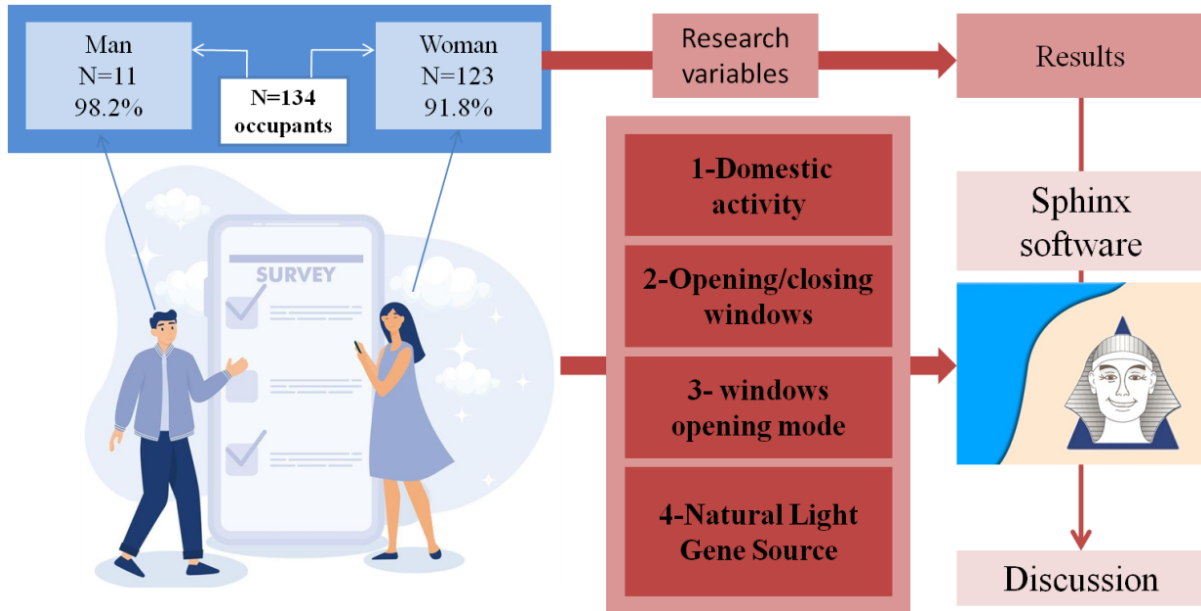 Man
N=11
98.2%
N=134
occupants
Woman
N=123
91.8%
Research
variables
Results
SURVEY
1-Domestic
activity
2-Opening/closing
windows
3- windows
opening mode
4-Natural Light
Gene Source
Sphinx
software
Discussion